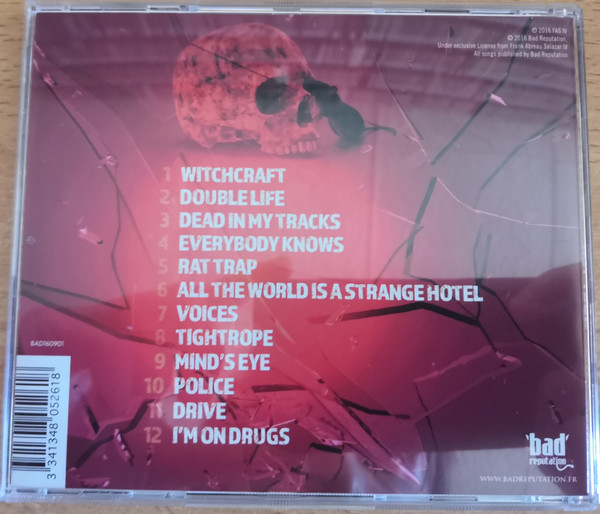 ℗ 2016 FAS IV
© 2016 Bad Reputation,
Under exclusive License from Frank Abreau Salazar IV
All songs published by Bad Reputation
1 WITCHCRAFT
2 DOUBLE LIFE
3 DEAD IN MY TRACKS
4 EVERYBODY KNOWS
5 RAT TRAP
6 ALL THE WORLD IS A STRANGE HOTEL
7 VOICES
8 TIGHTROPE
9 MIND'S EYE
10 POLICE
11 DRIVE
12 I'M ON DRUGS
BAD160901
3 341348 052618
bad
reputation
WWW.BADREPUTATION.FR